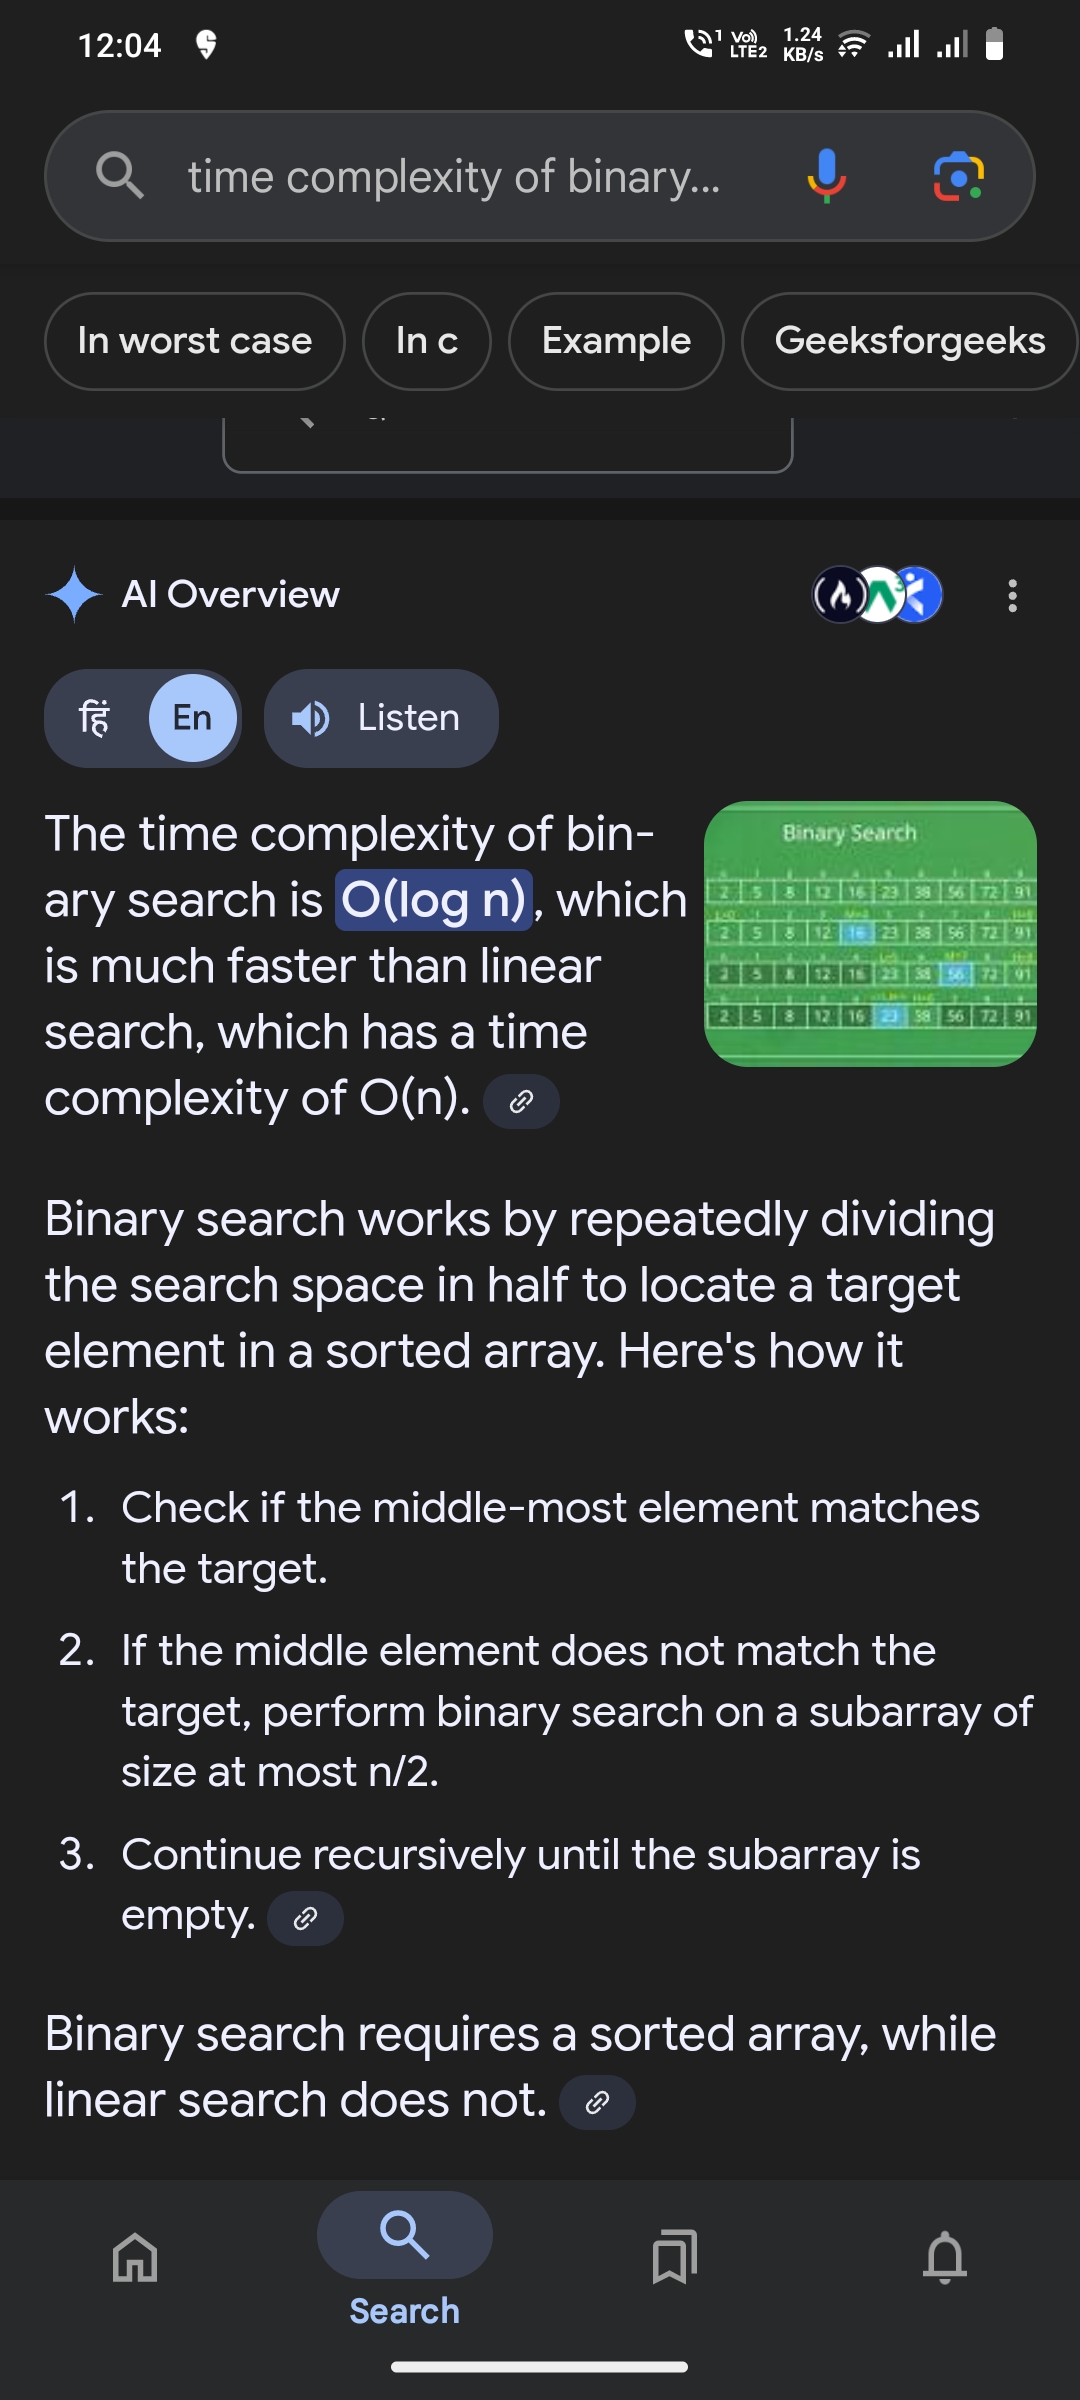 12:04
1
Vo))
LTE2
1.24
KB/s
time complexity of binary...
In worst case
In c
Example
Geeksforgeeks
AI Overview
हिं
En
Listen
The time complexity of bin-
ary search is O(log n), which
is much faster than linear
search, which has a time
complexity of O(n).
Binary Search
2 5 8 12 16 23 38 56 72 91
2 5 8 12 16 23 38 56 72 91
2 5 8 12 16 23 38 56 72 91
2 5 8 12 16 23 38 56 72 91
Binary search works by repeatedly dividing
the search space in half to locate a target
element in a sorted array. Here's how it
works:
1. Check if the middle-most element matches
the target.
2. If the middle element does not match the
target, perform binary search on a subarray of
size at most n/2.
3. Continue recursively until the subarray is
empty.
Binary search requires a sorted array, while
linear search does not.
Search